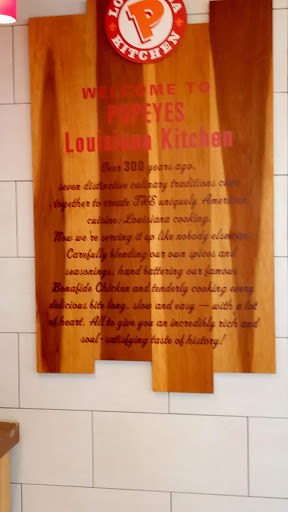 LOUISIANA
P
KITCHEN
WELCOME TO
POPEYES
Louisiana Kitchen
Over 300 years ago,
seven distinctive culinary traditions came
together to create THE uniquely American
cuisine: Louisiana cooking.
Now we're serving it up like nobody else can.
Carefully blending our own spices and
seasonings, hand battering our famous
Bonafide Chicken and tenderly cooking every
delicious bite long, slow and easy — with a lot
of heart. All to give you an incredibly rich and
soul-satisfying taste of history!